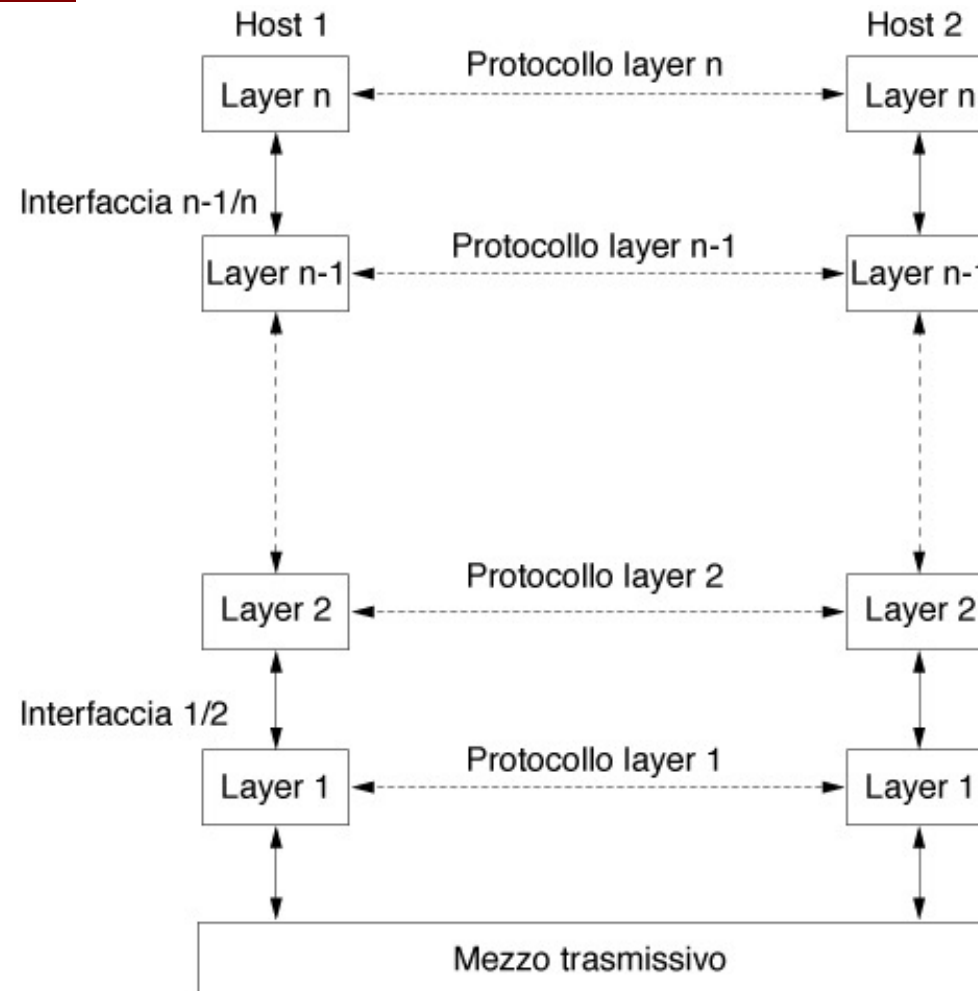 Host 1
Host 2
Layer n
Protocollo layer n
Layer n
Interfaccia n-1/n
Layer n-1
Protocollo layer n-1
Layer n-1
Layer 2
Protocollo layer 2
Layer 2
Interfaccia 1/2
Layer 1
Protocollo layer 1
Layer 1
Mezzo trasmissivo